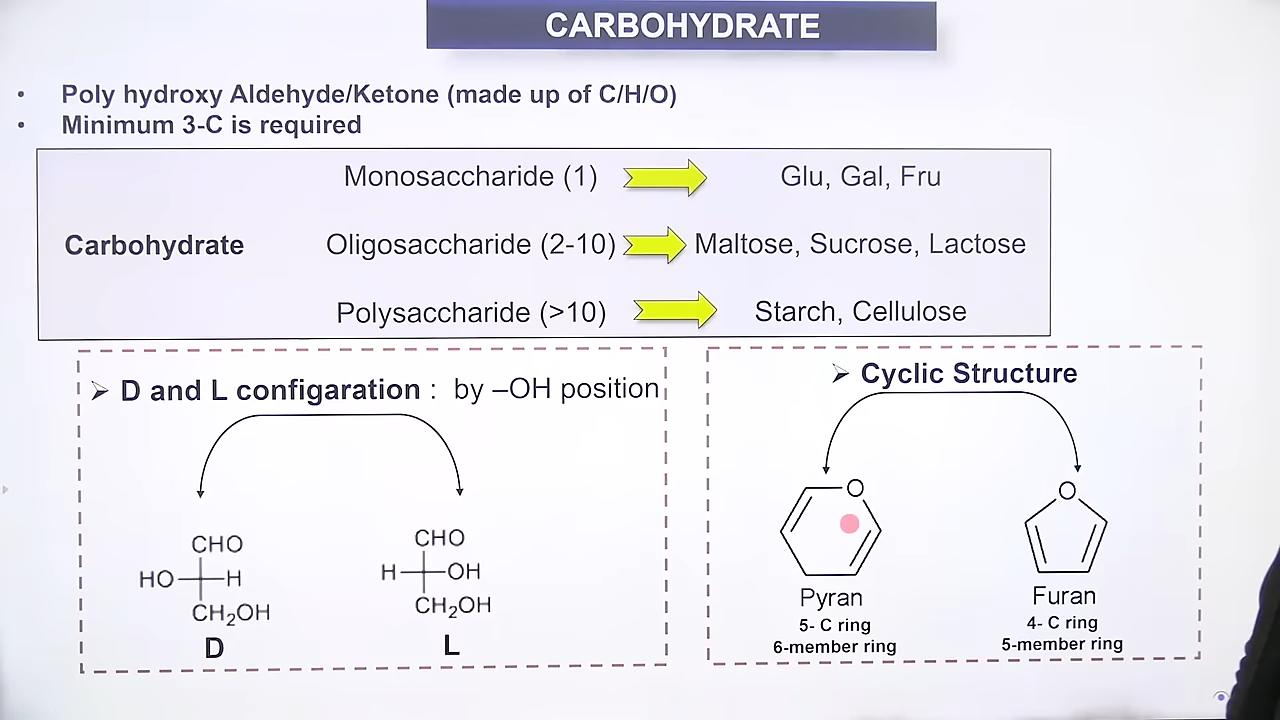 CARBOHYDRATE
• Poly hydroxy Aldehyde/Ketone (made up of C/H/O)
• Minimum 3-C is required
Monosaccharide (1) Glu, Gal, Fru
Carbohydrate Oligosaccharide (2-10) Maltose, Sucrose, Lactose
Polysaccharide (>10) Starch, Cellulose
➢ D and L configaration : by –OH position
CHO
HO H
CH₂OH
D
CHO
H OH
CH₂OH
L
➢ Cyclic Structure
O
Pyran
5- C ring
6-member ring
O
Furan
4- C ring
5-member ring